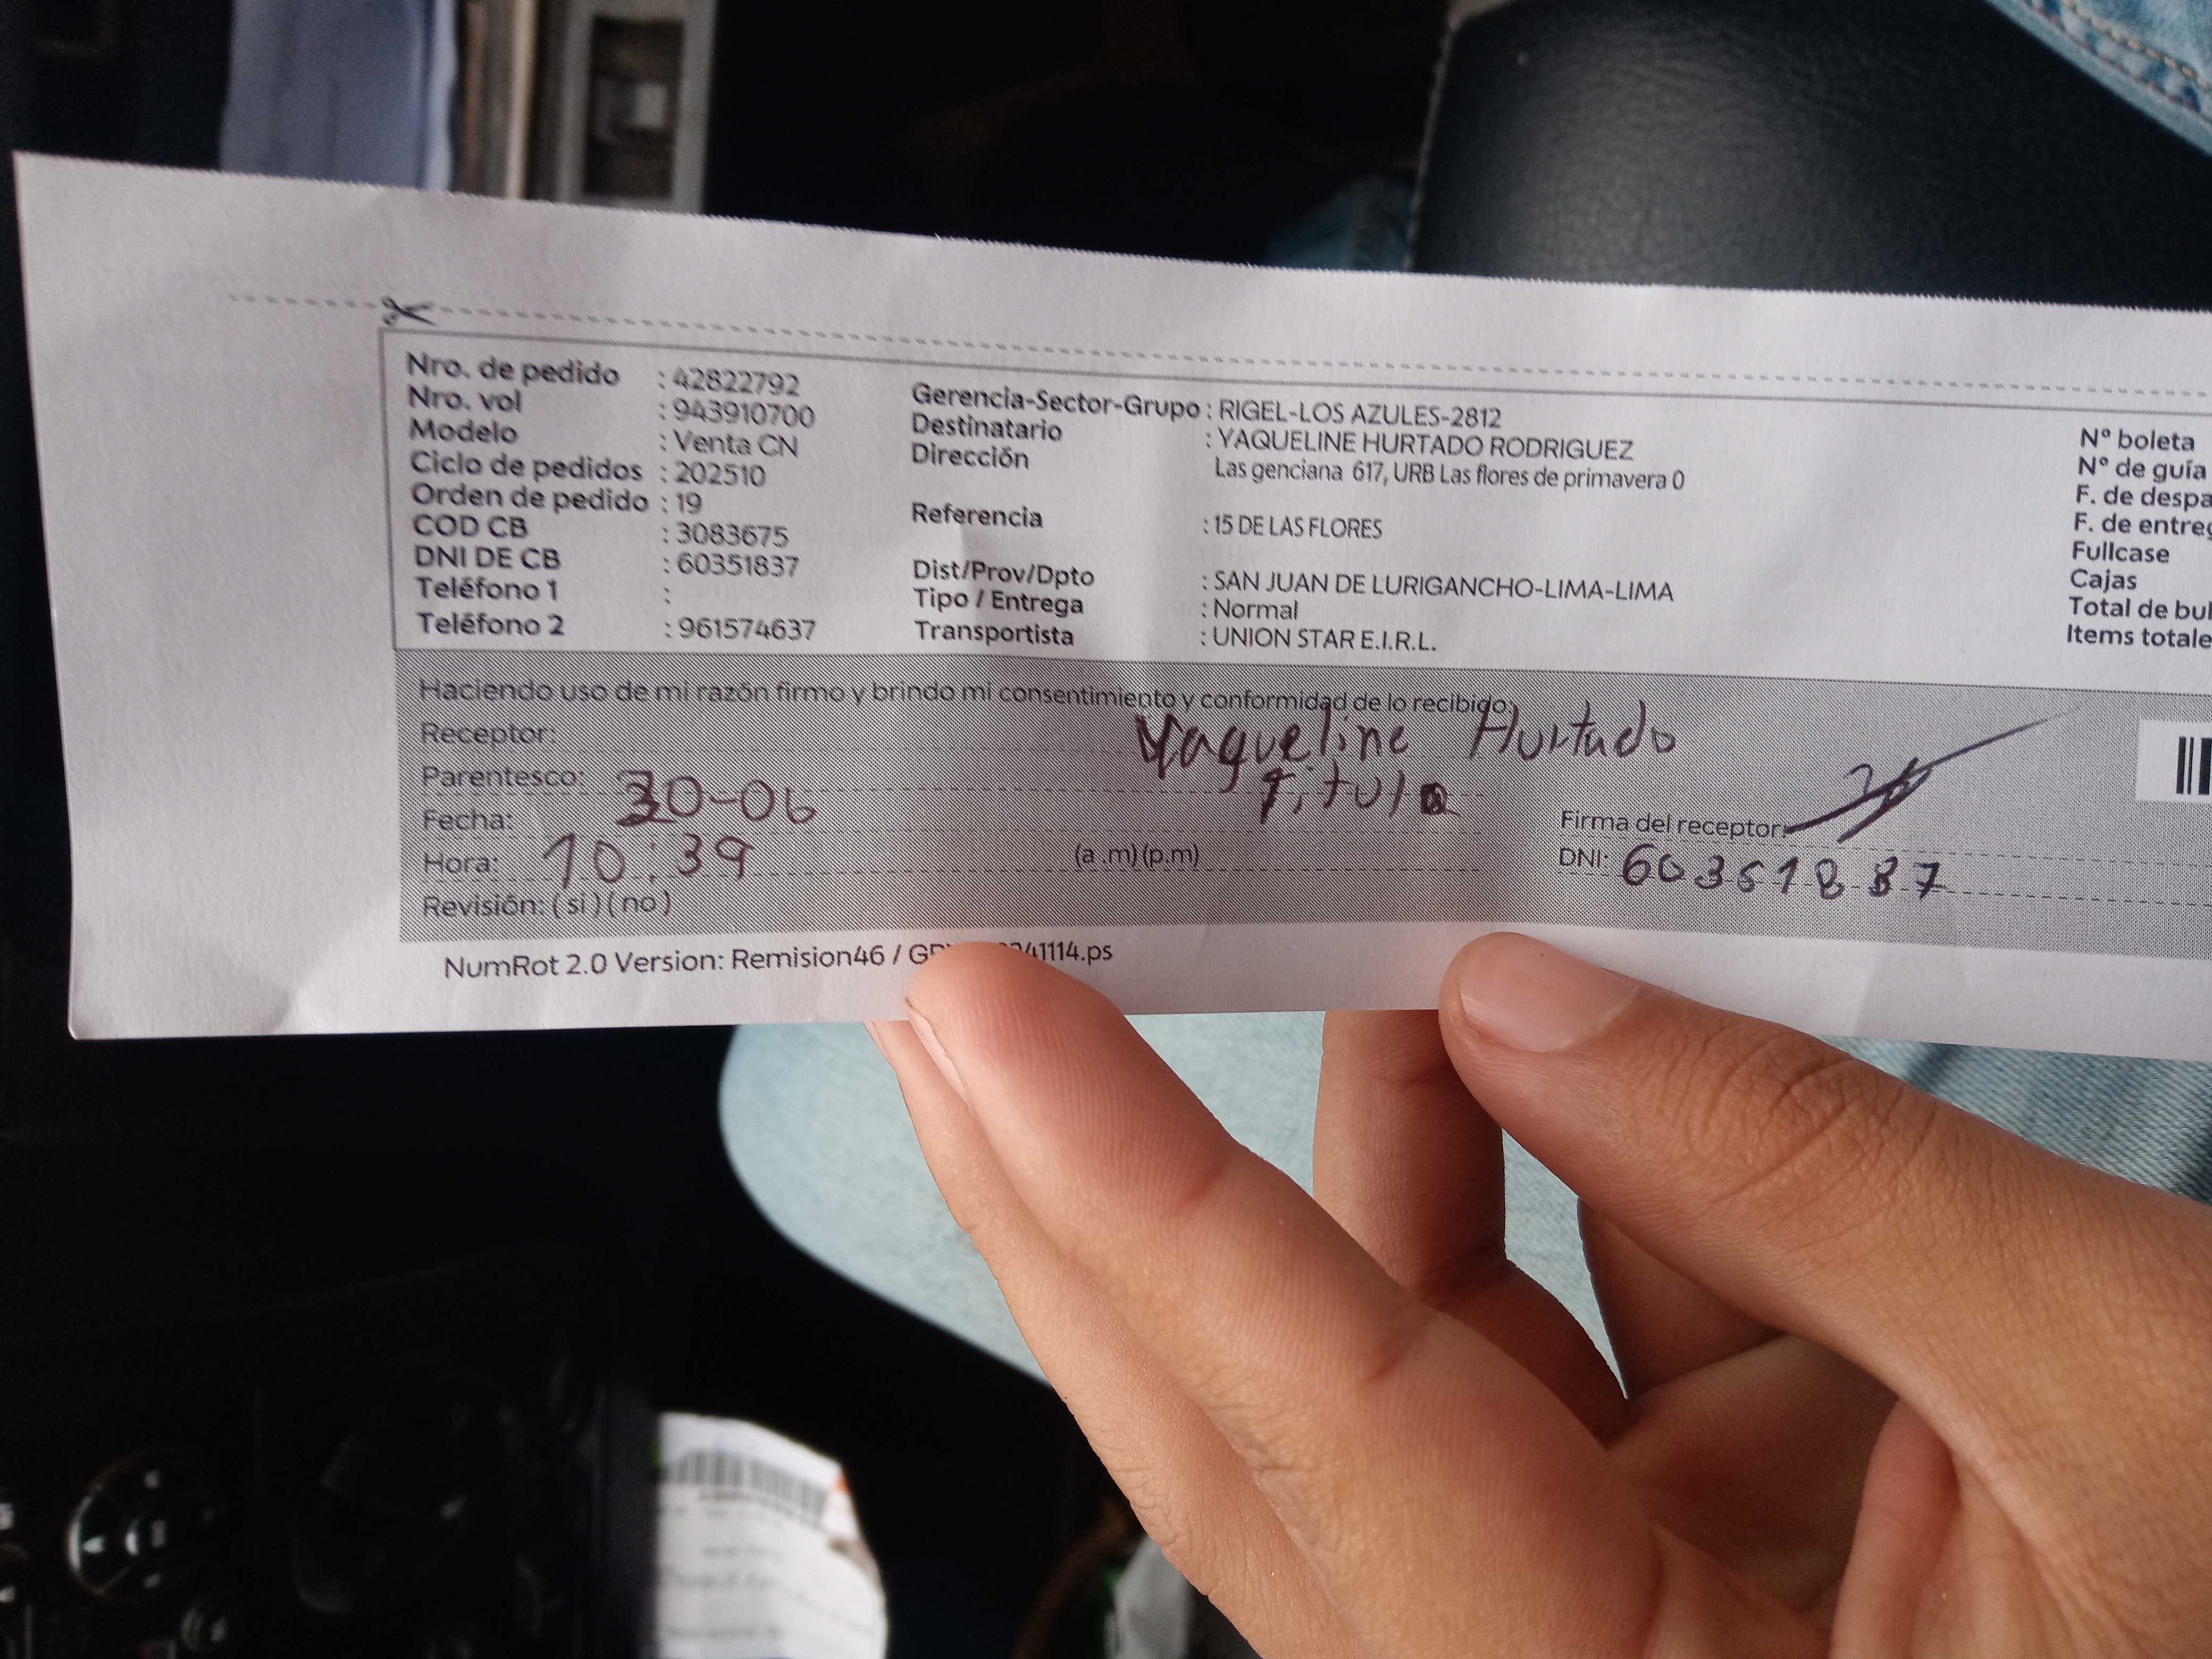 Nro. de pedido : 42822792
Nro. vol : 943910700
Modelo : Venta CN
Ciclo de pedidos : 202510
Orden de pedido : 19
COD CB : 3083675
DNI DE CB : 60351837
Teléfono 1 :
Teléfono 2 : 961574637
Gerencia-Sector-Grupo : RIGEL-LOS AZULES-2812
Destinatario : YAQUELINE HURTADO RODRIGUEZ
Dirección Las genciana 617, URB Las flores de primavera 0
Referencia : 15 DE LAS FLORES
Dist/Prov/Dpto : SAN JUAN DE LURIGANCHO-LIMA-LIMA
Tipo / Entrega : Normal
Transportista : UNION STAR E.I.R.L.
Nº boleta
Nº de guía
F. de despa
F. de entreg
Fullcase
Cajas
Total de bul
Items totale
Haciendo uso de mi razón firmo y brindo mi consentimiento y conformidad de lo recibido:
Receptor: Yaqueline Hurtado
Parentesco: Titula
Fecha: 30-06
Hora: 10:39 (a .m) (p.m)
Revisión: ( si ) ( no )
Firma del receptor:
DNI: 60351837
NumRot 2.0 Version: Remision46 / 41114.ps